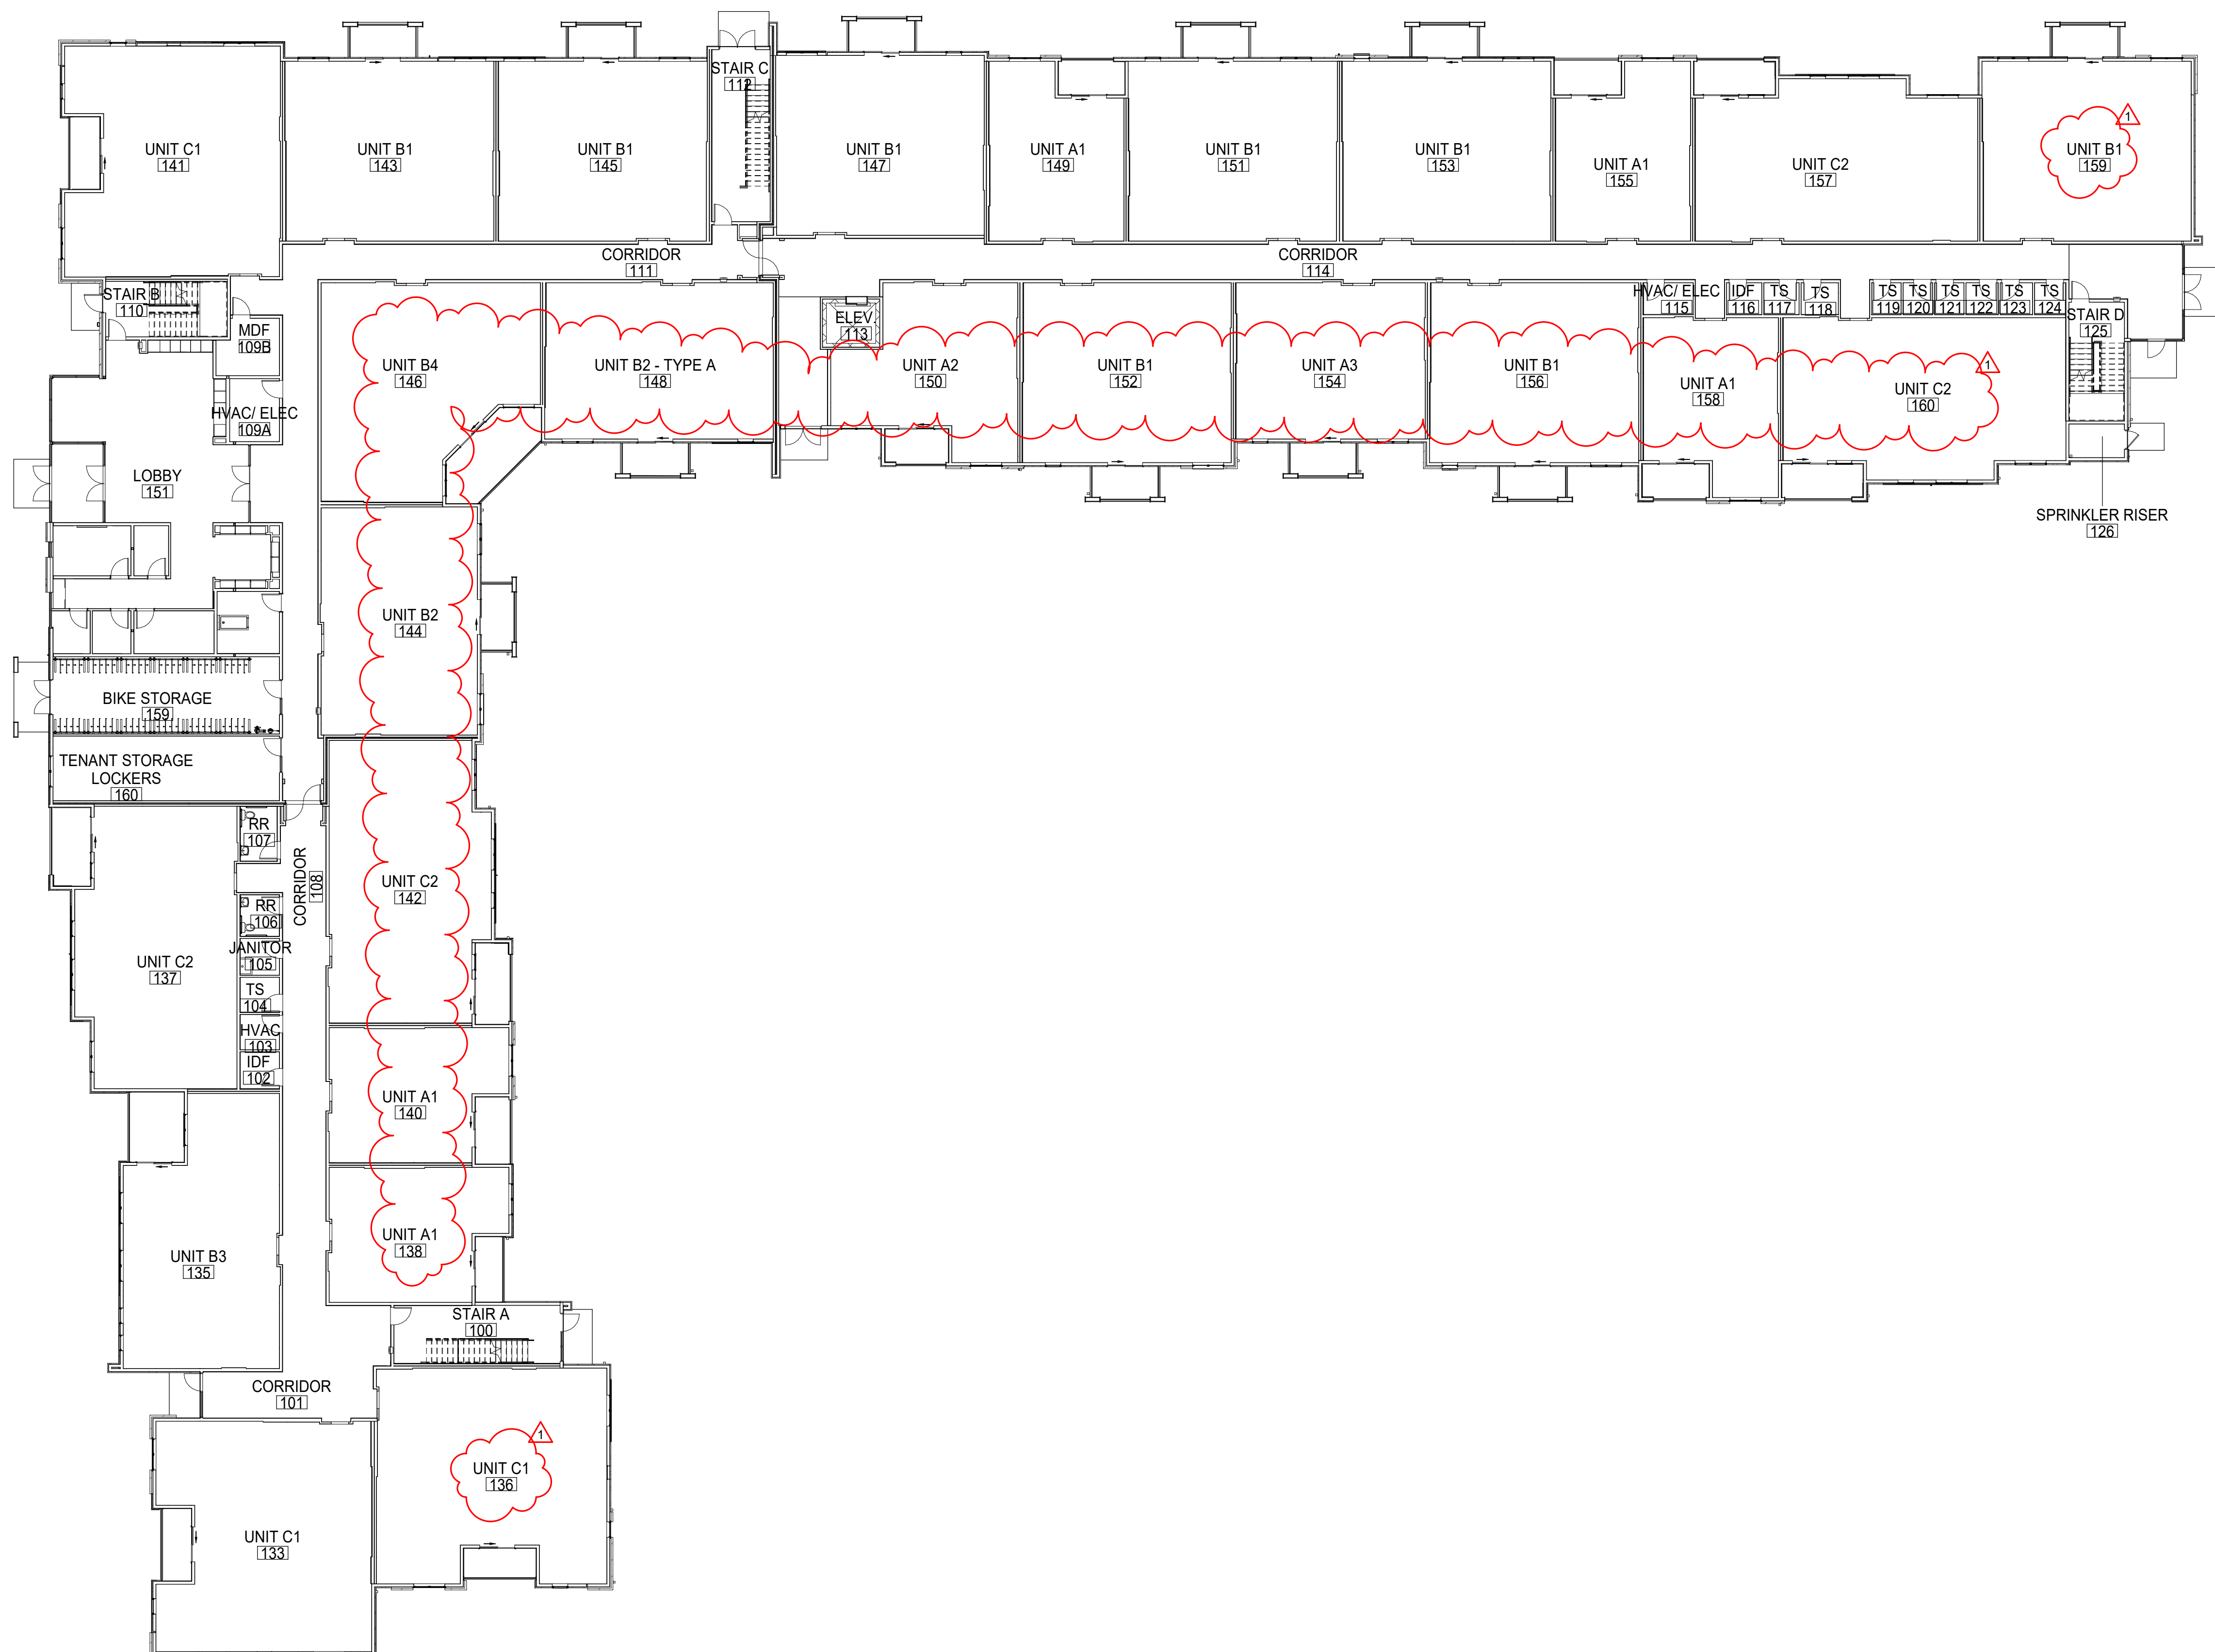 UNIT C1
141
UNIT B1
143
UNIT B1
145
STAIR C
112
UNIT B1
147
UNIT A1
149
UNIT B1
151
UNIT B1
153
UNIT A1
155
UNIT C2
157
1
UNIT B1
159
CORRIDOR
111
CORRIDOR
114
STAIR B
110
MDF
109B
HVAC/ ELEC
109A
UNIT B4
146
UNIT B2 - TYPE A
148
ELEV.
113
UNIT A2
150
UNIT B1
152
UNIT A3
154
UNIT B1
156
HVAC/ ELEC
115
IDF
116
TS
117
TS
118
TS
119
TS
120
TS
121
TS
122
TS
123
TS
124
STAIR D
125
UNIT A1
158
1
UNIT C2
160
SPRINKLER RISER
126
LOBBY
151
UNIT B2
144
BIKE STORAGE
159
TENANT STORAGE
LOCKERS
160
RR
107
CORRIDOR
108
UNIT C2
142
RR
106
JANITOR
105
UNIT C2
137
TS
104
HVAC
103
IDF
102
UNIT A1
140
UNIT A1
138
UNIT B3
135
STAIR A
100
CORRIDOR
101
1
UNIT C1
136
UNIT C1
133